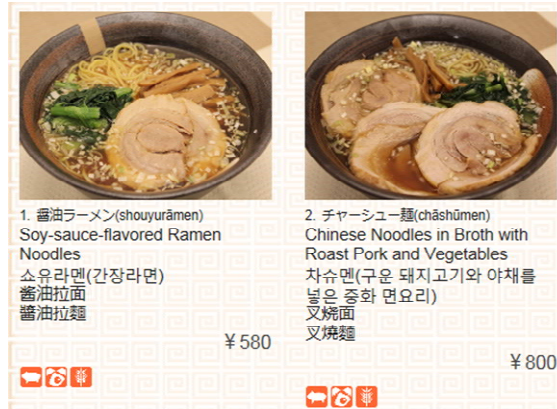 1. 醤油ラーメン(shouyurāmen)
Soy-sauce-flavored Ramen
Noodles
쇼유라멘(간장라면)
酱油拉面
醬油拉麵
¥580
2. チャーシュー麺(chāshūmen)
Chinese Noodles in Broth with
Roast Pork and Vegetables
차슈멘(구운 돼지고기와 야채를
넣은 중화 면요리)
叉烧面
叉燒麵
¥800